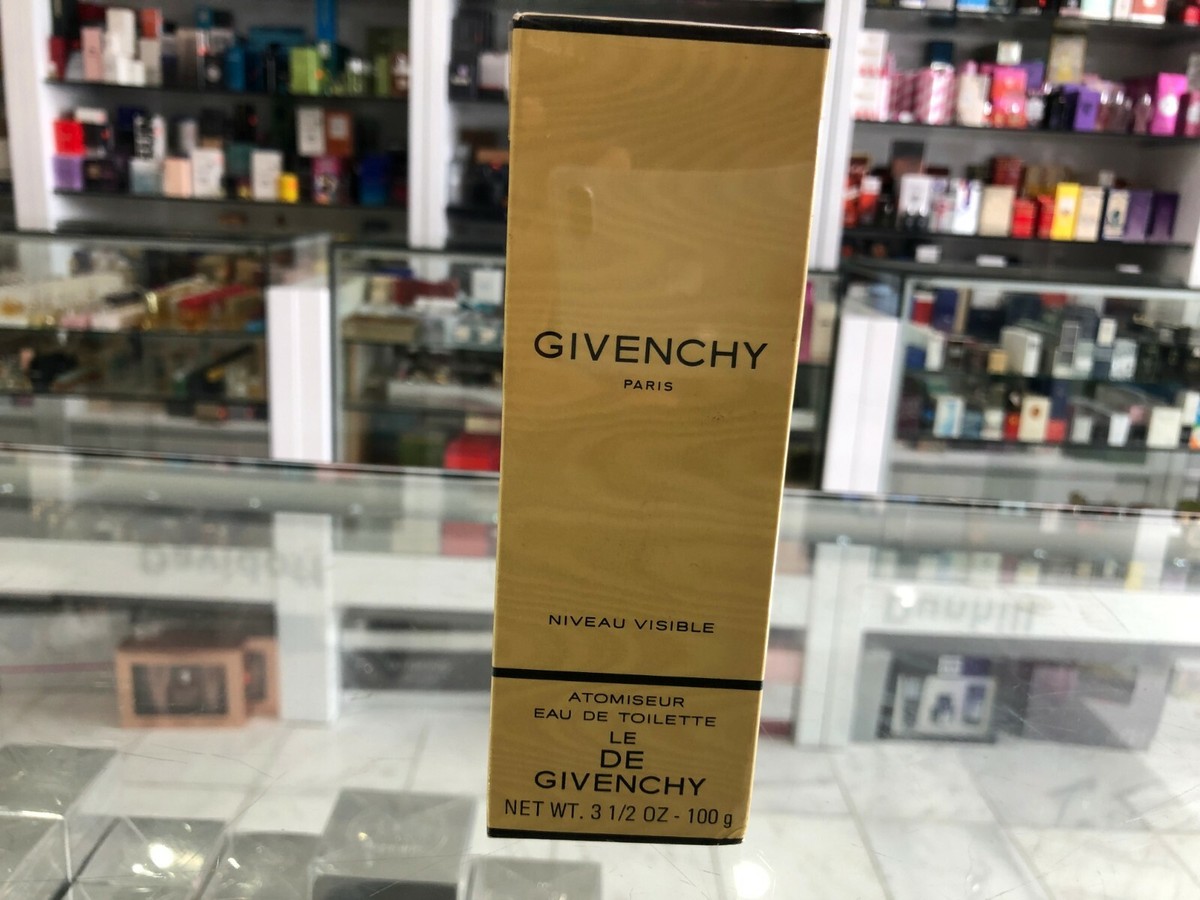 GIVENCHY
PARIS
NIVEAU VISIBLE
ATOMISEUR
EAU DE TOILETTE
LE
DE
GIVENCHY
NET WT. 3 1/2 OZ - 100 g